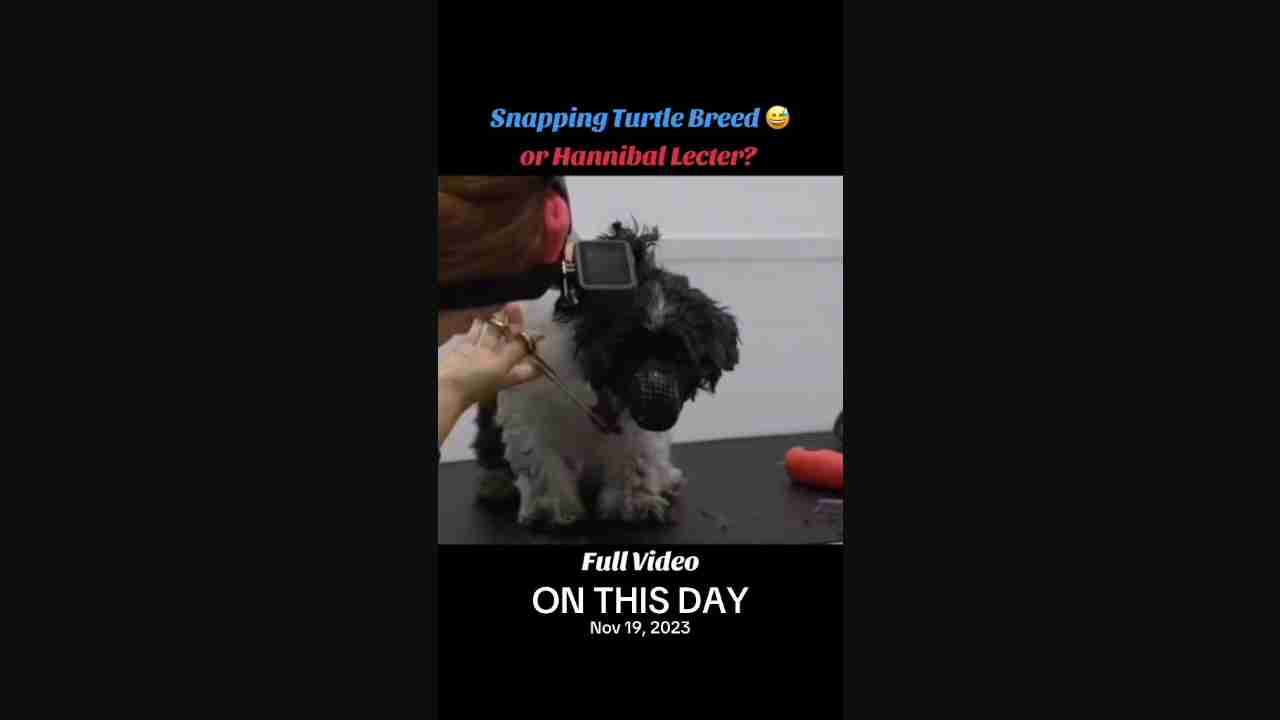 Snapping Turtle Breed 😅
or Hannibal Lecter?
Full Video
ON THIS DAY
Nov 19, 2023